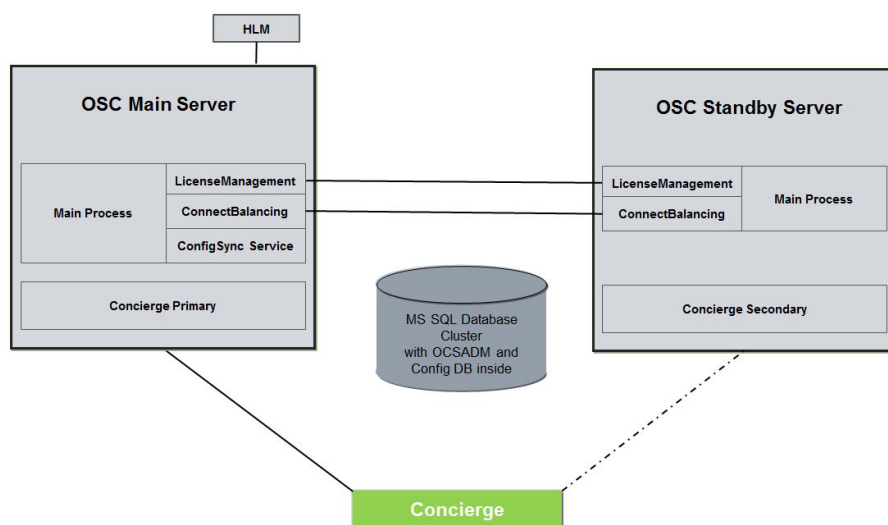 HLM
OSC Main Server
LicenseManagement
Main Process
ConnectBalancing
ConfigSync Service
Concierge Primary
OSC Standby Server
LicenseManagement
Main Process
ConnectBalancing
Concierge Secondary
MS SQL Database
Cluster
with OCSADM and
Config DB inside
Concierge